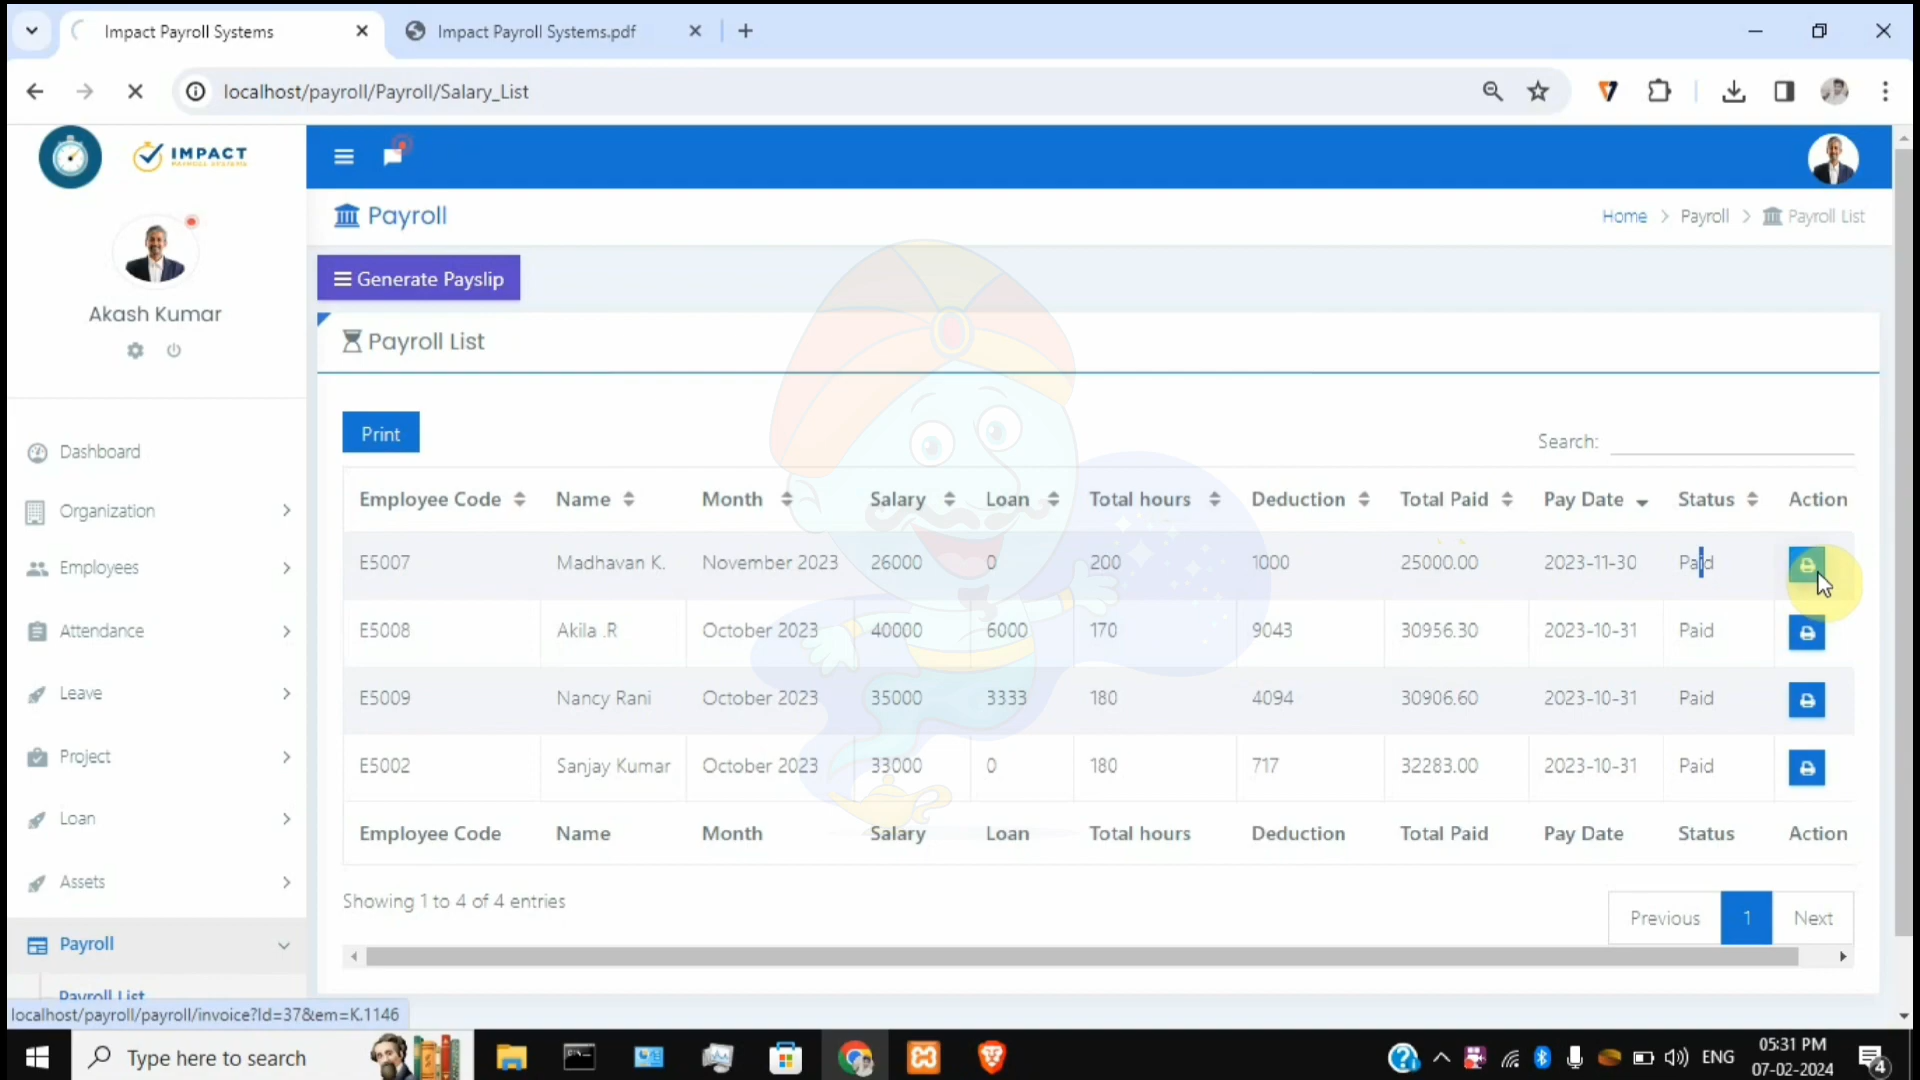 Impact Payroll Systems
Impact Payroll Systems.pdf
localhost/payroll/Payroll/Salary_List
IMPACT
Payroll
Home > Payroll > Payroll List
Generate Payslip
Akash Kumar
Payroll List
Print
Search:
Dashboard
Organization
Employees
Attendance
Leave
Project
Loan
Assets
Payroll
Payroll List
Employee Code Name Month Salary Loan Total hours Deduction Total Paid Pay Date Status Action
E5007 Madhavan K. November 2023 26000 0 200 1000 25000.00 2023-11-30 Paid
E5008 Akila .R October 2023 40000 6000 170 9043 30956.30 2023-10-31 Paid
E5009 Nancy Rani October 2023 35000 3333 180 4094 30906.60 2023-10-31 Paid
E5002 Sanjay Kumar October 2023 33000 0 180 717 32283.00 2023-10-31 Paid
Employee Code Name Month Salary Loan Total hours Deduction Total Paid Pay Date Status Action
Showing 1 to 4 of 4 entries
Previous 1 Next
localhost/payroll/payroll/invoice?Id=37&em=K.1146
Type here to search
ENG
05:31 PM
07-02-2024
4